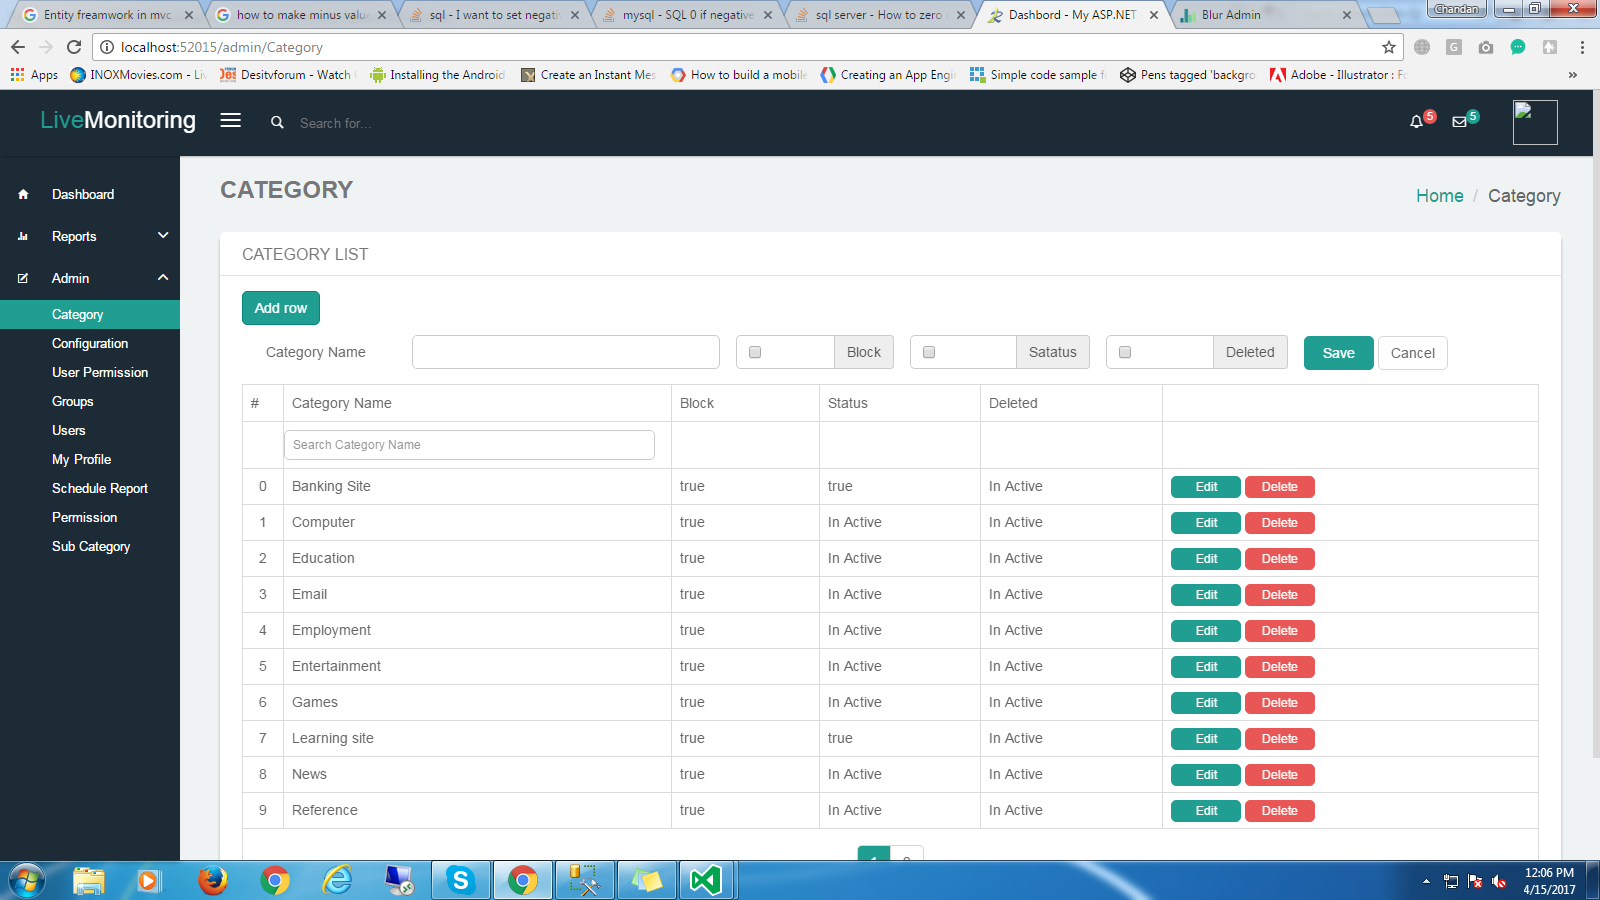 Entity freamwork in mvc
how to make minus value
sql - I want to set negativ
mysql - SQL 0 if negative
sql server - How to zero
Dashbord - My ASP.NET
Blur Admin
Chandan
localhost:52015/admin/Category
Apps
INOXMovies.com - Liv
Desitvforum - Watch
Installing the Android
Create an Instant Mes
How to build a mobile
Creating an App Engi
Simple code sample f
Pens tagged 'backgro
Adobe - Illustrator : Fo
LiveMonitoring
Search for...
5
5
Dashboard
Reports
Admin
Category
Configuration
User Permission
Groups
Users
My Profile
Schedule Report
Permission
Sub Category
CATEGORY
Home / Category
CATEGORY LIST
Add row
Category Name Block Satatus Deleted Save Cancel
# Category Name Block Status Deleted
Search Category Name
0 Banking Site true true In Active Edit Delete
1 Computer true In Active In Active Edit Delete
2 Education true In Active In Active Edit Delete
3 Email true In Active In Active Edit Delete
4 Employment true In Active In Active Edit Delete
5 Entertainment true In Active In Active Edit Delete
6 Games true In Active In Active Edit Delete
7 Learning site true true In Active Edit Delete
8 News true In Active In Active Edit Delete
9 Reference true In Active In Active Edit Delete
12:06 PM
4/15/2017